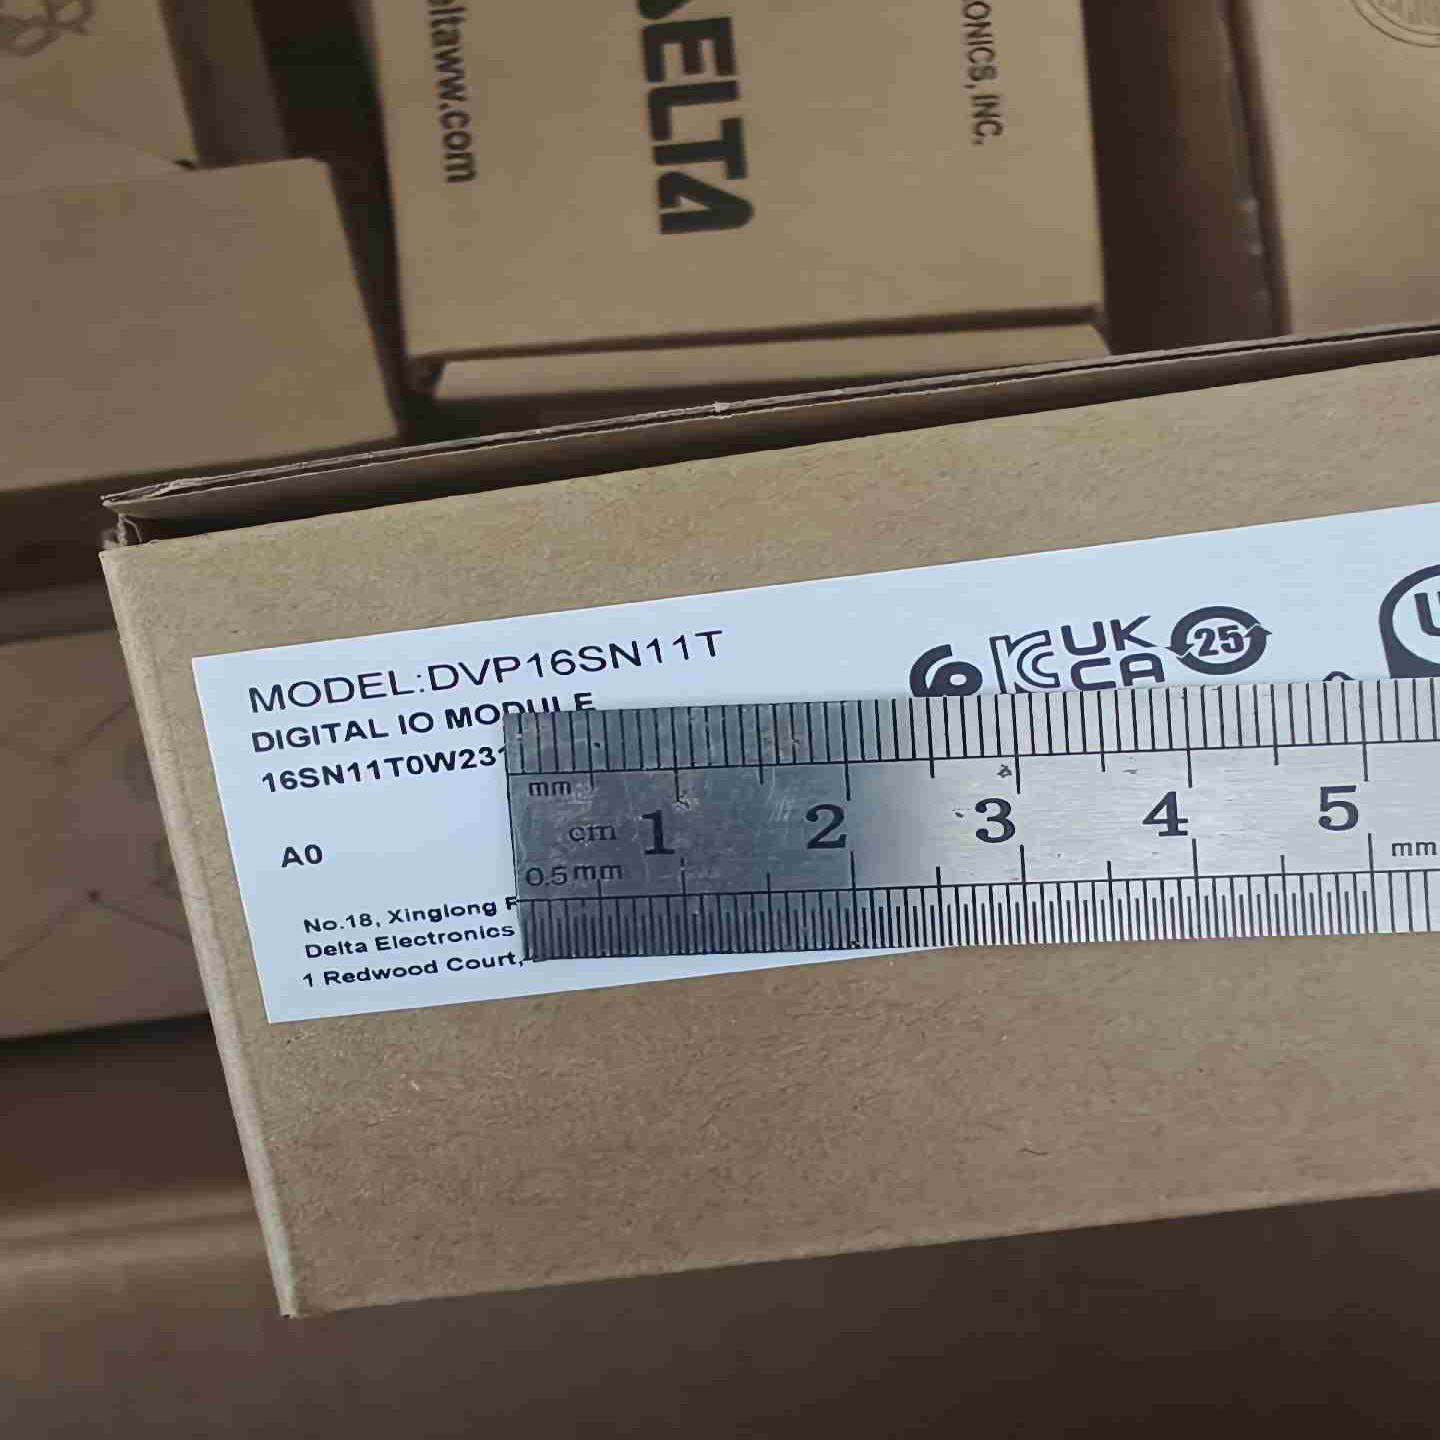 eltaww.com
ELTA
ONICS, INC.
MODEL:DVP16SN11T
UK
CA
25
DIGITAL IO MODULE
16SN11T0W231
A0
No.18, Xinglong
Delta Electronics
1 Redwood Court,
mm
cm 1 2 3 4 5
0.5mm
mm